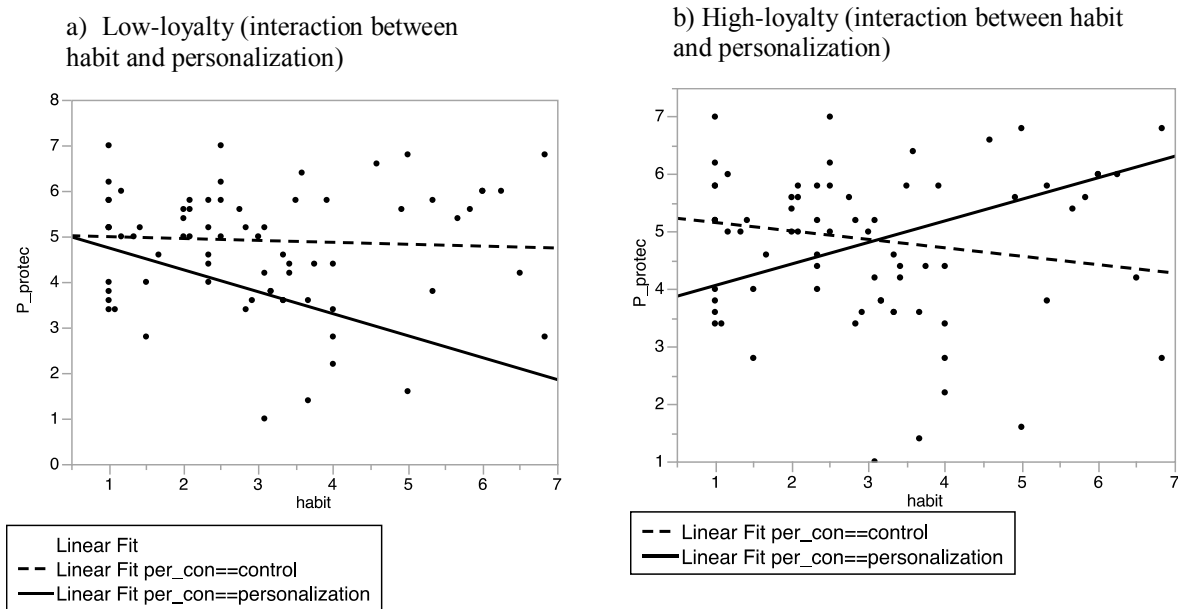 a) Low-loyalty (interaction between
habit and personalization)
8
7
6
5
4
3
2
1
0
P_protec
1 2 3 4 5 6 7
habit
Linear Fit
Linear Fit per_con==control
Linear Fit per_con==personalization
b) High-loyalty (interaction between habit
and personalization)
7
6
5
4
3
2
1
P_protec
1 2 3 4 5 6 7
habit
Linear Fit per_con==control
Linear Fit per_con==personalization